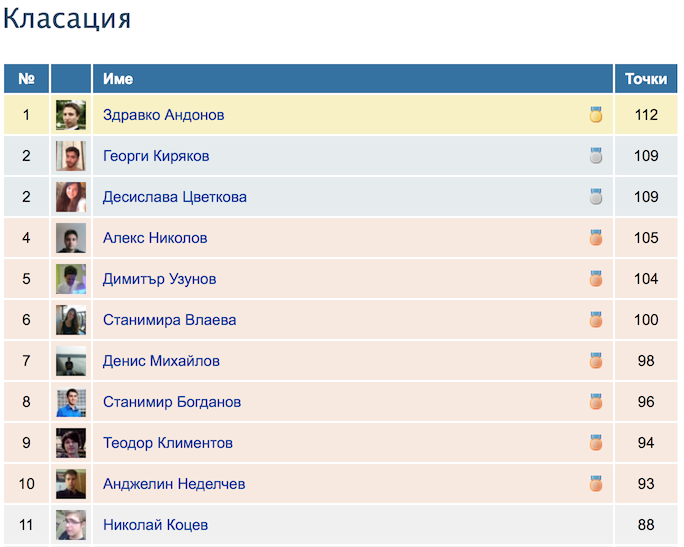 Класация
№ Име Точки
1 Здравко Андонов 112
2 Георги Киряков 109
2 Десислава Цветкова 109
4 Алекс Николов 105
5 Димитър Узунов 104
6 Станимира Влаева 100
7 Денис Михайлов 98
8 Станимир Богданов 96
9 Теодор Климентов 94
10 Анджелин Неделчев 93
11 Николай Коцев 88